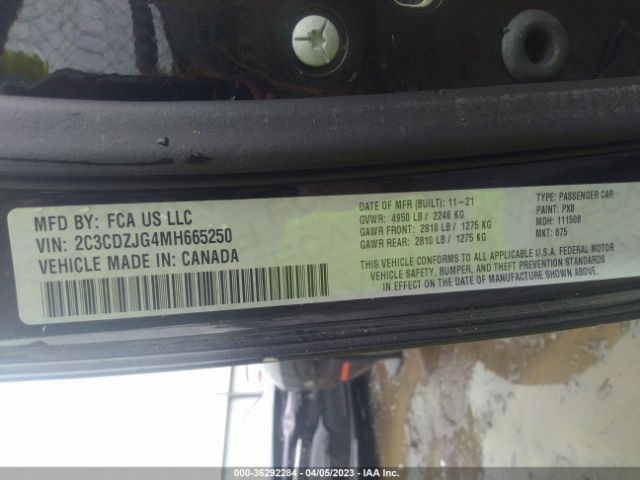 MFD BY: FCA US LLC
VIN: 2C3CDZJG4MH665250
VEHICLE MADE IN: CANADA
DATE OF MFR (BUILT): 11-21
GVWR: 4950 LB / 2246 KG
GAWR FRONT: 2810 LB / 1275 KG
GAWR REAR: 2810 LB / 1275 KG
TYPE: PASSENGER CAR
PAINT: PX8
MDH: 111508
MKT: 875
THIS VEHICLE CONFORMS TO ALL APPLICABLE FEDERAL MOTOR
VEHICLE SAFETY, BUMPER, AND THEFT PREVENTION STANDARDS
IN EFFECT ON THE DATE OF MANUFACTURE SHOWN ABOVE.
000-36292284 - 04/05/2023 - IAA Inc.